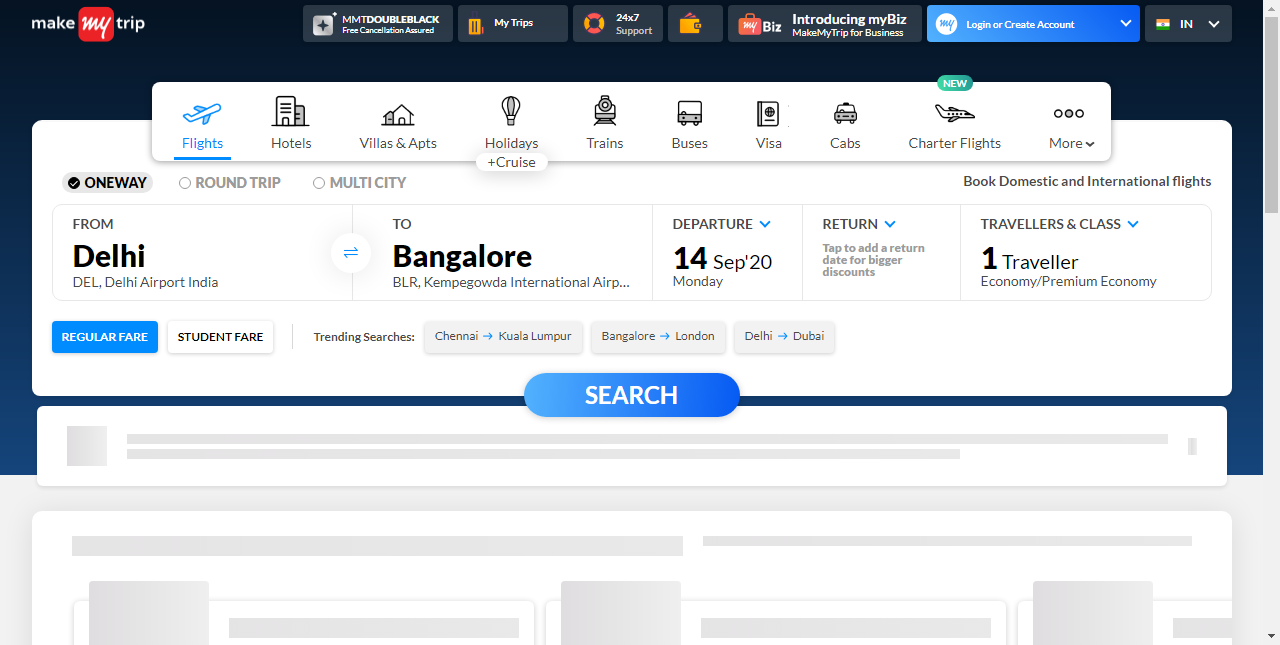 make my trip
MMTDOUBLEBLACK
Free Cancellation Assured
My Trips
24x7
Support
my Biz
Introducing myBiz
MakeMyTrip for Business
my
Login or Create Account
IN
NEW
Flights
Hotels
Villas & Apts
Holidays
Trains
Buses
Visa
Cabs
Charter Flights
More
+Cruise
ONEWAY
ROUND TRIP
MULTI CITY
Book Domestic and International flights
FROM
Delhi
DEL, Delhi Airport India
TO
Bangalore
BLR, Kempegowda International Airp...
DEPARTURE
14 Sep'20
Monday
RETURN
Tap to add a return
date for bigger
discounts
TRAVELLERS & CLASS
1 Traveller
Economy/Premium Economy
REGULAR FARE
STUDENT FARE
Trending Searches:
Chennai → Kuala Lumpur
Bangalore → London
Delhi → Dubai
SEARCH